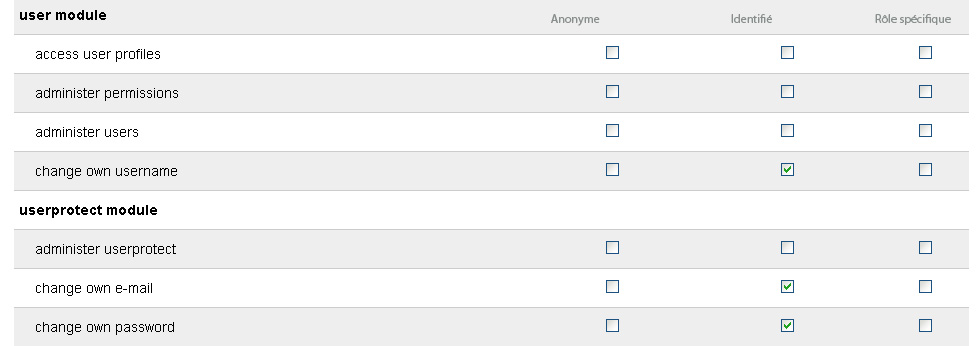 user module Anonyme Identifié Rôle spécifique
access user profiles
administer permissions
administer users
change own username
userprotect module
administer userprotect
change own e-mail
change own password